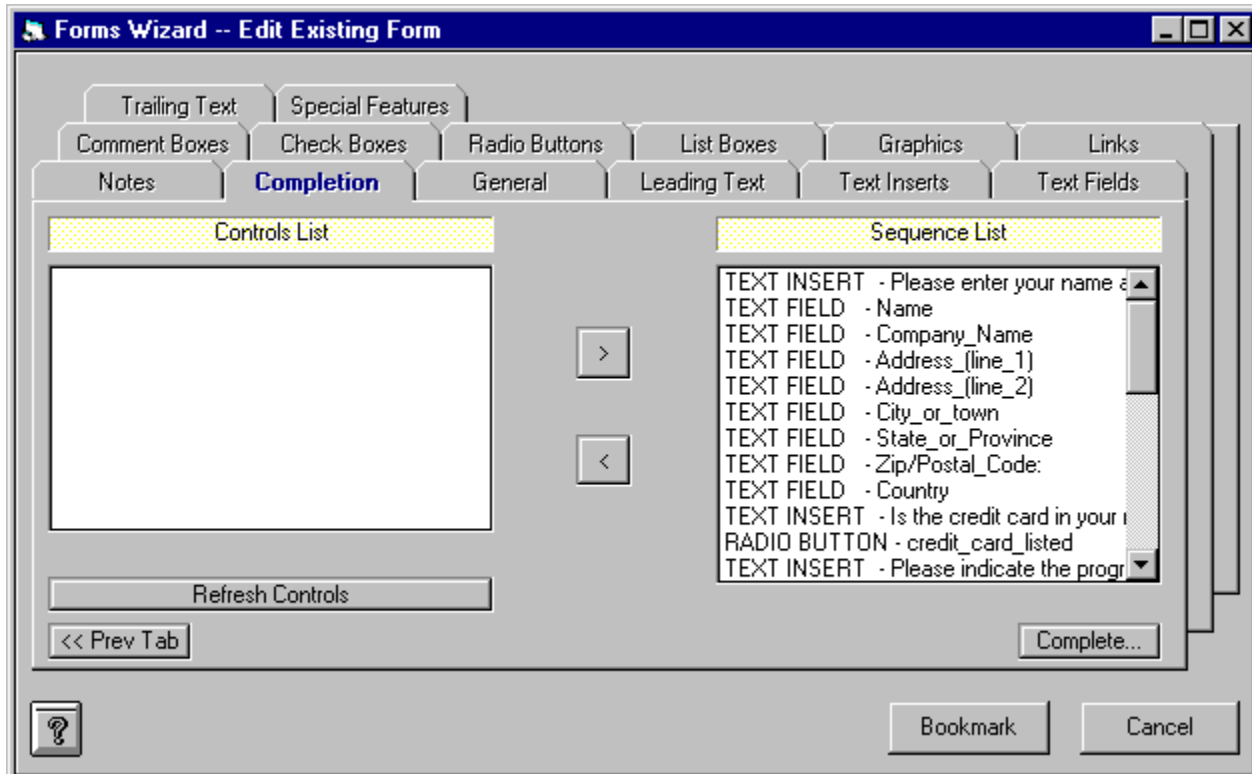 Forms Wizard -- Edit Existing Form
Trailing Text Special Features
Comment Boxes Check Boxes Radio Buttons List Boxes Graphics Links
Notes Completion General Leading Text Text Inserts Text Fields
Controls List
Sequence List
TEXT INSERT - Please enter your name a
TEXT FIELD - Name
TEXT FIELD - Company_Name
TEXT FIELD - Address_(line_1)
TEXT FIELD - Address_(line_2)
TEXT FIELD - City_or_town
TEXT FIELD - State_or_Province
TEXT FIELD - Zip/Postal_Code:
TEXT FIELD - Country
TEXT INSERT - Is the credit card in your
RADIO BUTTON - credit_card_listed
TEXT INSERT - Please indicate the progr
>
<
Refresh Controls
<< Prev Tab
Complete...
?
Bookmark Cancel